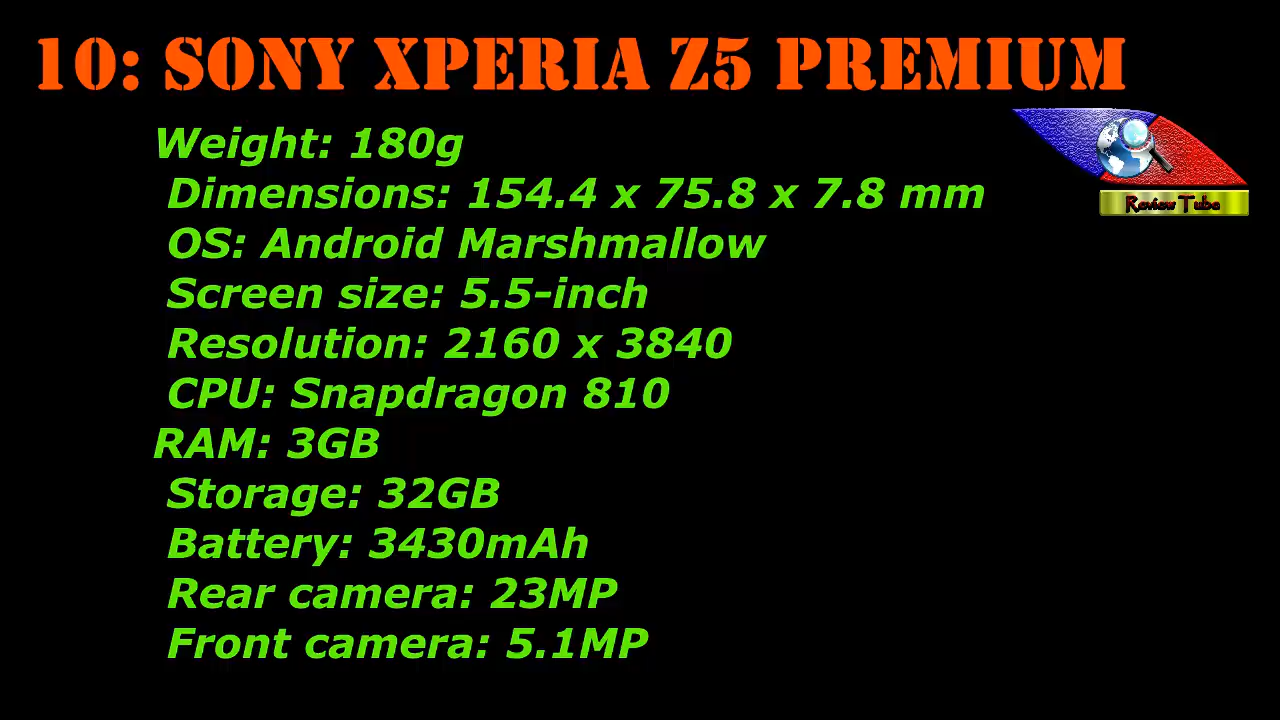 10: SONY XPERIA Z5 PREMIUM
Weight: 180g
Dimensions: 154.4 x 75.8 x 7.8 mm
Review Tube
OS: Android Marshmallow
Screen size: 5.5-inch
Resolution: 2160 x 3840
CPU: Snapdragon 810
RAM: 3GB
Storage: 32GB
Battery: 3430mAh
Rear camera: 23MP
Front camera: 5.1MP